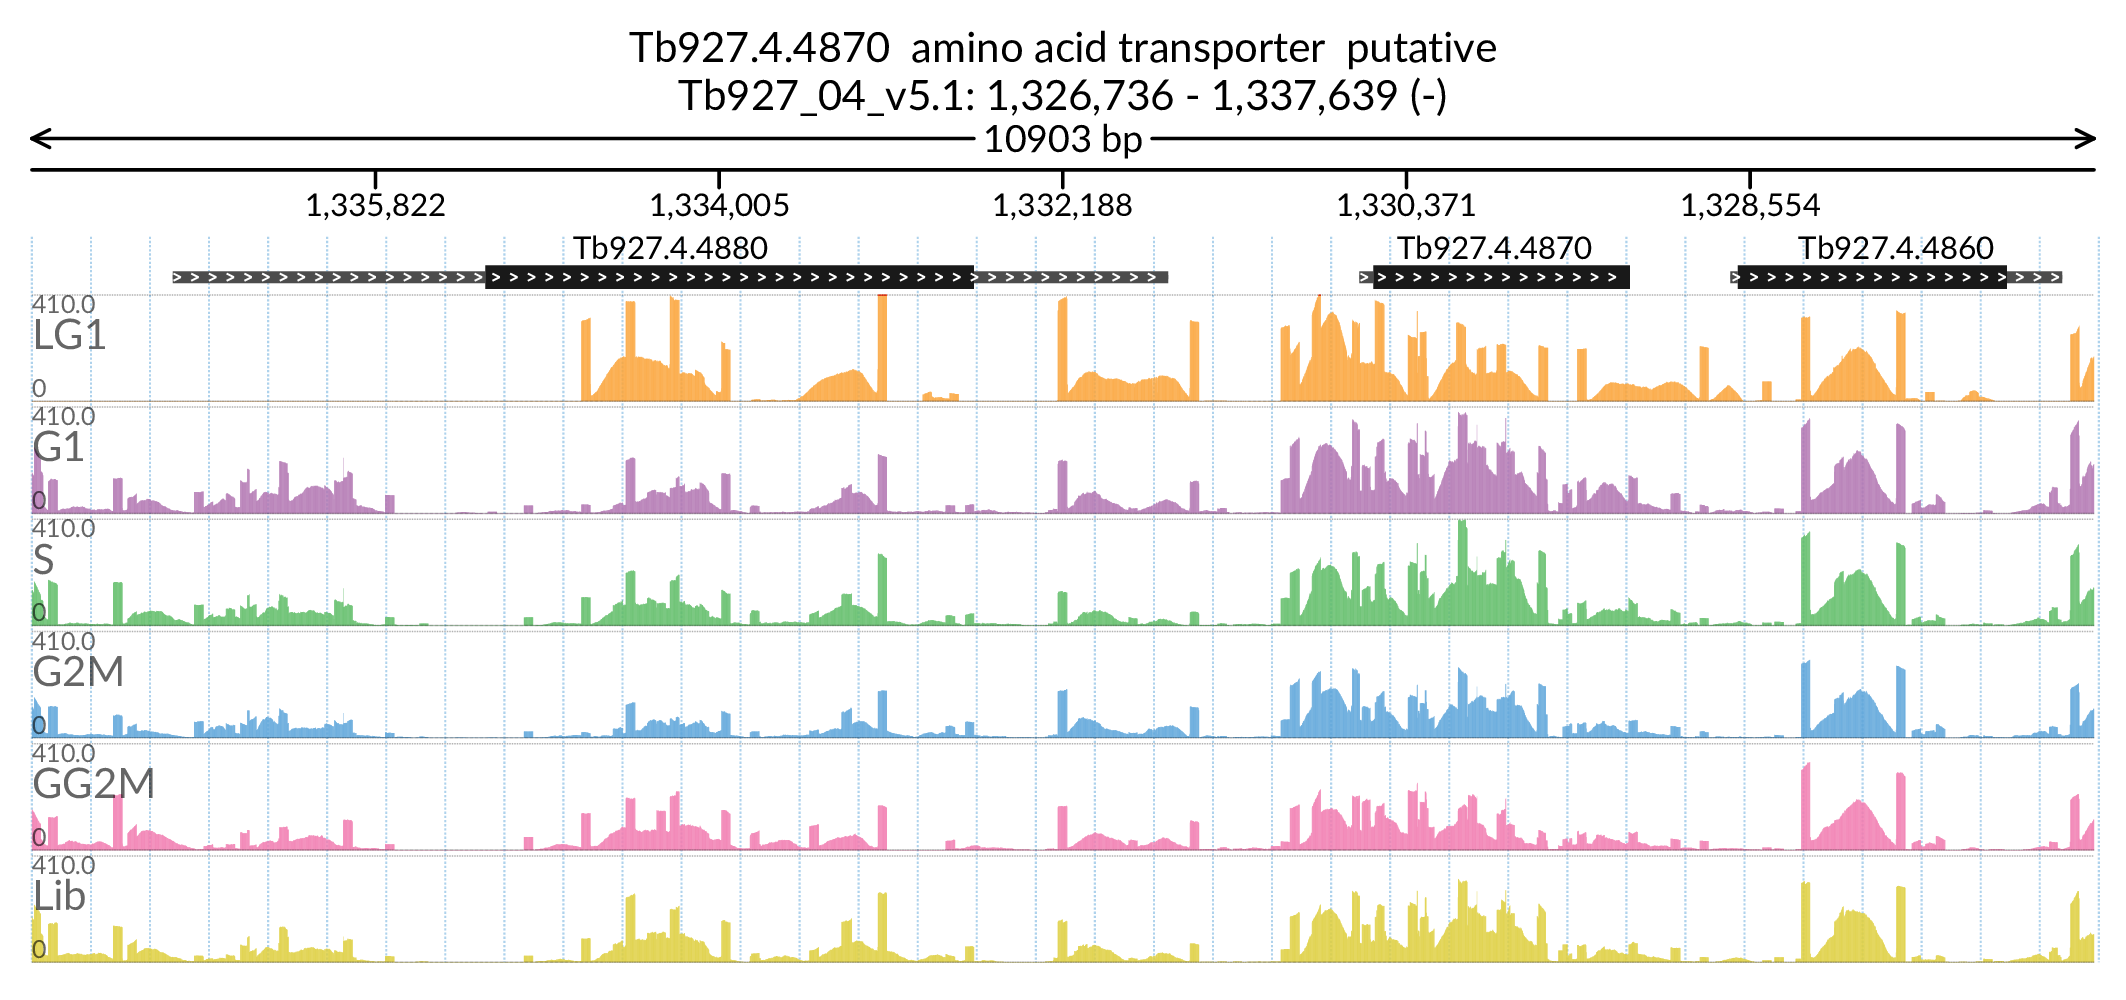 Tb927.4.4870  amino acid transporter  putative
Tb927_04_v5.1: 1,326,736 - 1,337,639 (-)
10903 bp
1,335,822 1,334,005 1,332,188 1,330,371 1,328,554
Tb927.4.4880 Tb927.4.4870 Tb927.4.4860
410.0
LG1
0
410.0
G1
0
410.0
S
0
410.0
G2M
0
410.0
GG2M
0
410.0
Lib
0